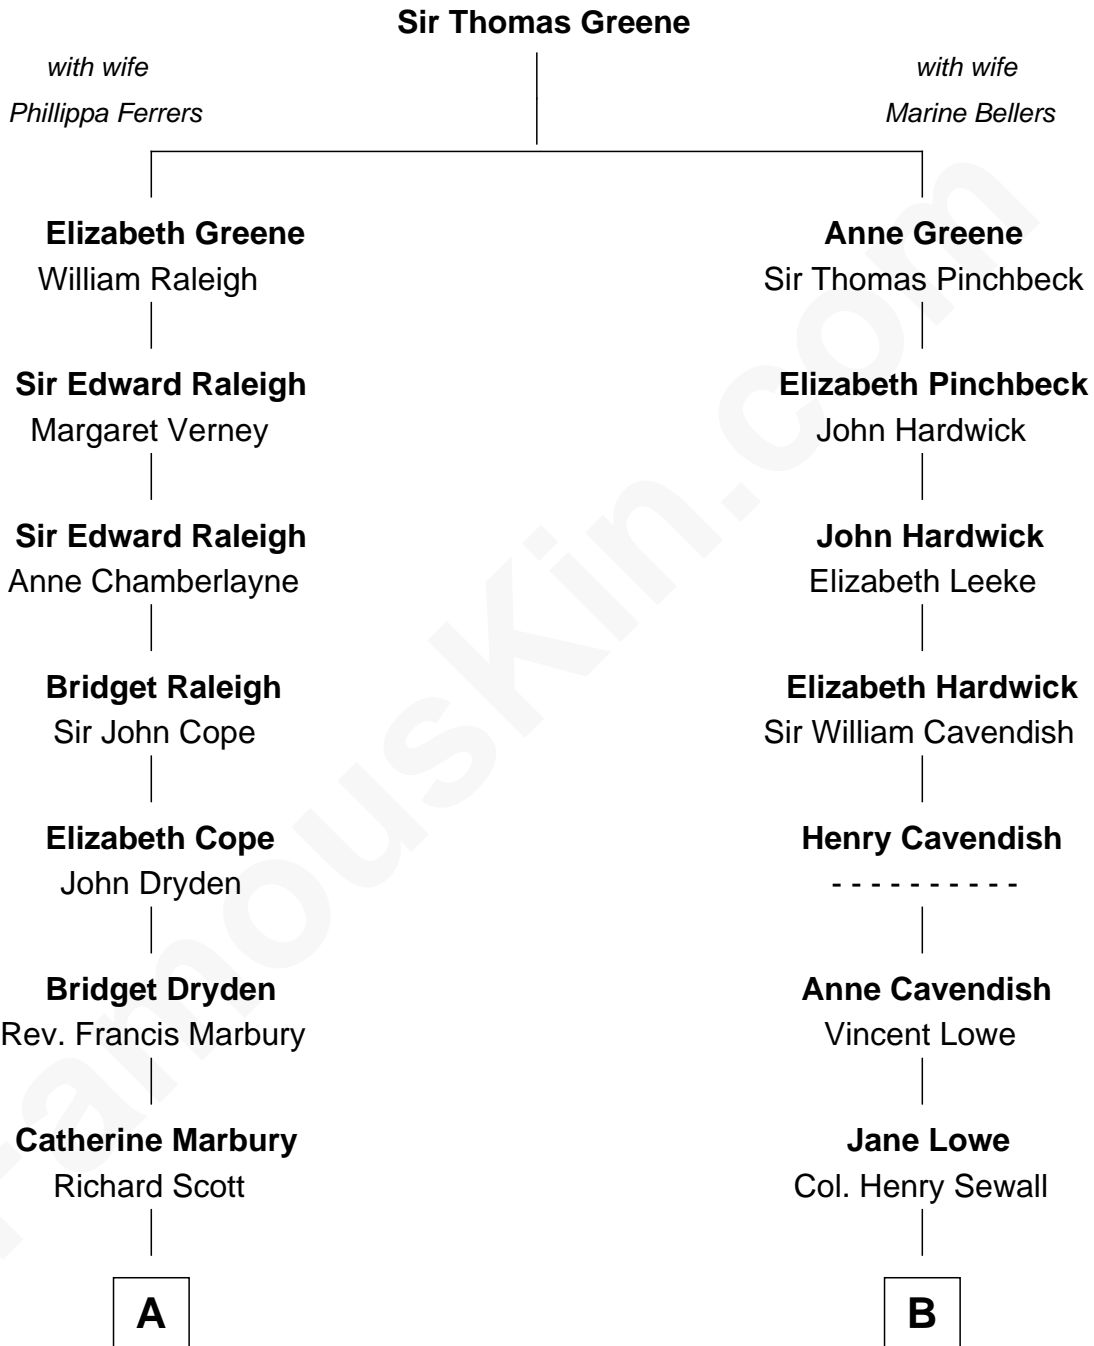 Sir Thomas Greene
with wife
Phillippa Ferrers
with wife
Marine Bellers
Elizabeth Greene
William Raleigh
Anne Greene
Sir Thomas Pinchbeck
Sir Edward Raleigh
Margaret Verney
Elizabeth Pinchbeck
John Hardwick
Sir Edward Raleigh
Anne Chamberlayne
John Hardwick
Elizabeth Leeke
Bridget Raleigh
Sir John Cope
Elizabeth Hardwick
Sir William Cavendish
Elizabeth Cope
John Dryden
Henry Cavendish
- - - - - - - - - -
Bridget Dryden
Rev. Francis Marbury
Anne Cavendish
Vincent Lowe
Catherine Marbury
Richard Scott
Jane Lowe
Col. Henry Sewall
A
B
FamousKin.com